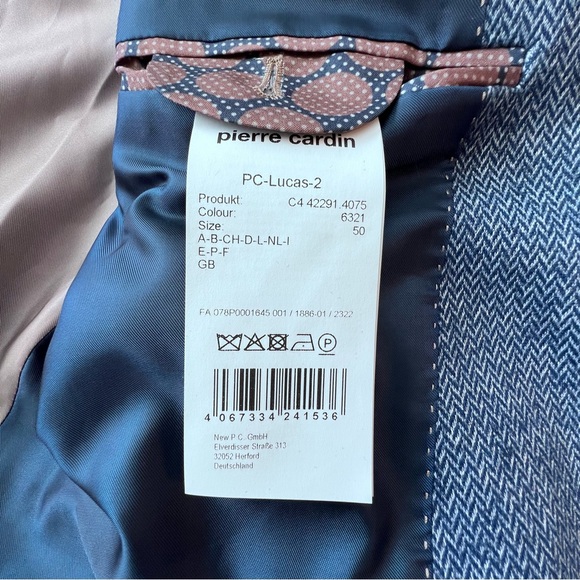 pierre cardin
PC-Lucas-2
Produkt: C4 42291.4075
Colour: 6321
Size: 50
A-B-CH-D-L-NL-I
E-P-F
GB
FA 078P0001645 001 / 1886-01 / 2322
P
4 067334 241536
New P.C. GmbH
Elverdisser Straße 313
32052 Herford
Deutschland